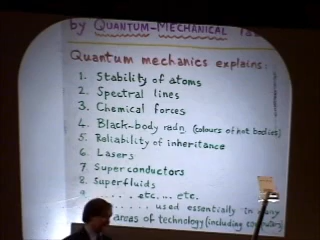 by QUANTUM-MECHANICAL
Quantum mechanics explains:
1. Stability of atoms
2. Spectral lines
3. Chemical forces
4. Black-body radn. (colours of hot bodies)
5. Reliability of inheritance
6. Lasers
7. Superconductors
8. Superfluids
9. . . . . . etc. ... etc.
. . . . . . used essentially in many
areas of technology (including computers)